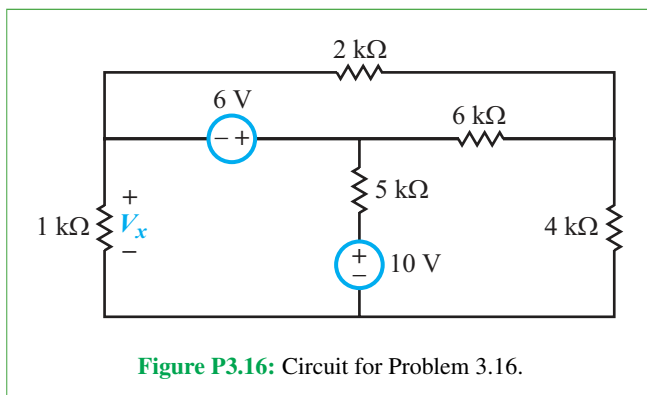 2 kΩ
6 V
6 kΩ
− +
5 kΩ
+
1 kΩ
Vx
−
4 kΩ
+
−
10 V
Figure P3.16: Circuit for Problem 3.16.